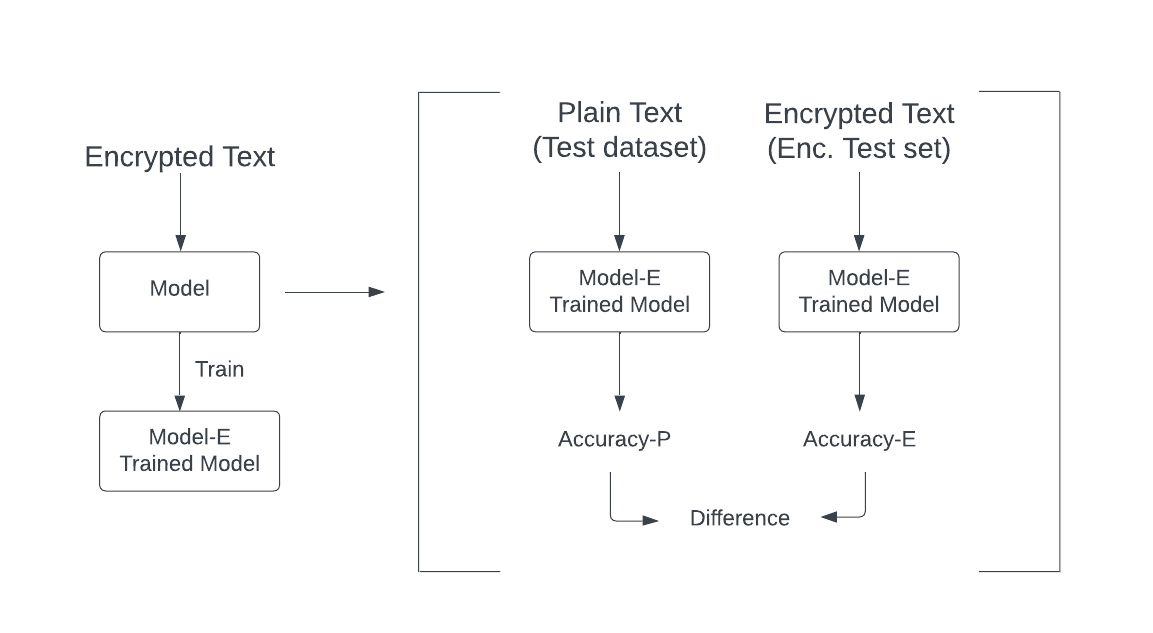 Encrypted Text
Model
Train
Model-E
Trained Model
Plain Text
(Test dataset)
Model-E
Trained Model
Accuracy-P
Encrypted Text
(Enc. Test set)
Model-E
Trained Model
Accuracy-E
Difference